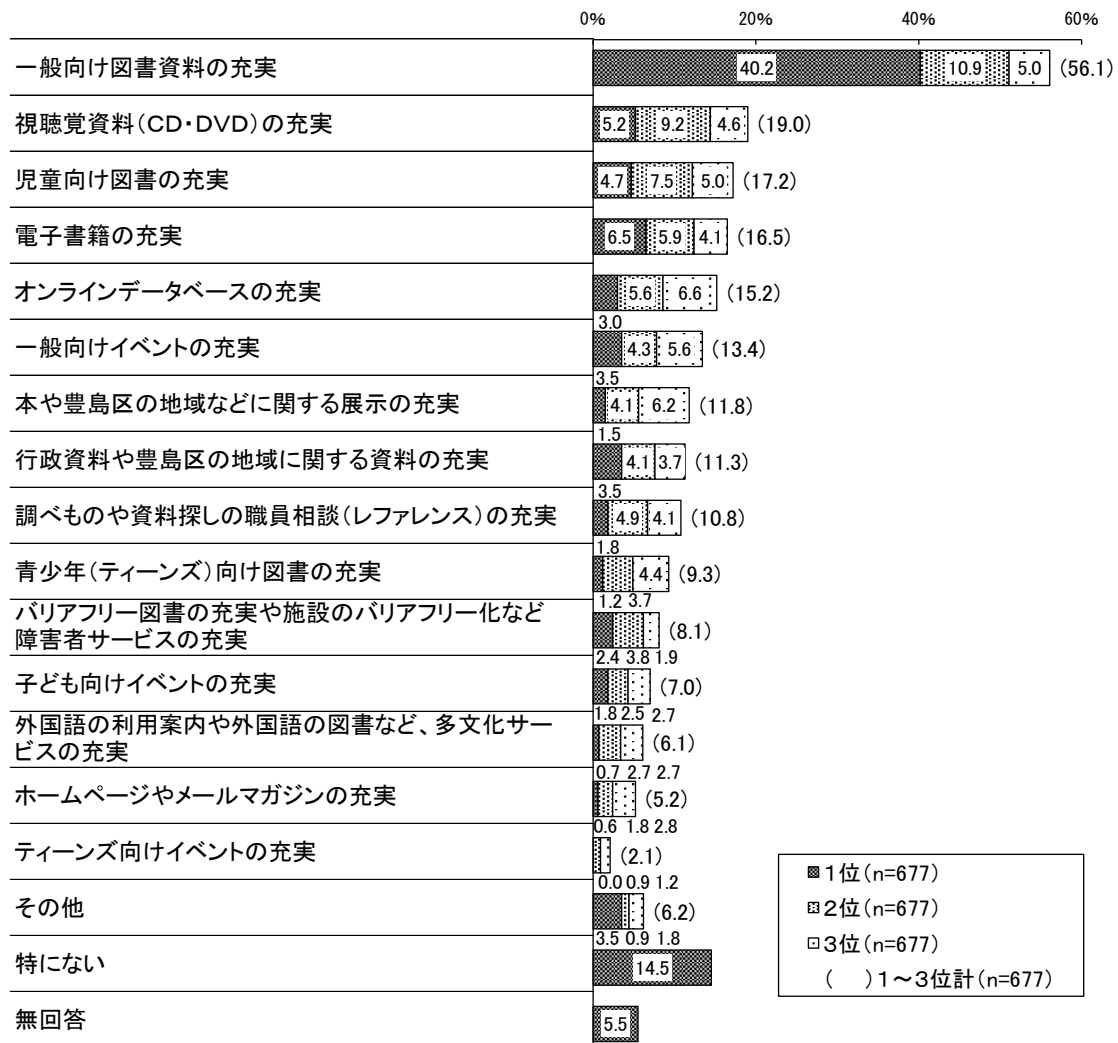 0%
20%
40%
60%
一般向け図書資料の充実
40.2
10.9
5.0
(56.1)
視聴覚資料(CD・DVD)の充実
5.2
9.2
4.6
(19.0)
児童向け図書の充実
4.7
7.5
5.0
(17.2)
電子書籍の充実
6.5
5.9
4.1
(16.5)
オンラインデータベースの充実
5.6
6.6
(15.2)
3.0
一般向けイベントの充実
4.3
5.6
(13.4)
3.5
本や豊島区の地域などに関する展示の充実
4.1
6.2
(11.8)
1.5
行政資料や豊島区の地域に関する資料の充実
4.1
3.7
(11.3)
3.5
調べものや資料探しの職員相談(レファレンス)の充実
4.9
4.1
(10.8)
1.8
青少年(ティーンズ)向け図書の充実
4.4
(9.3)
1.2 3.7
バリアフリー図書の充実や施設のバリアフリー化など
障害者サービスの充実
(8.1)
2.4 3.8 1.9
子ども向けイベントの充実
(7.0)
1.8 2.5 2.7
外国語の利用案内や外国語の図書など、多文化サー
ビスの充実
(6.1)
0.7 2.7 2.7
ホームページやメールマガジンの充実
(5.2)
0.6 1.8 2.8
ティーンズ向けイベントの充実
(2.1)
0.0 0.9 1.2
その他
(6.2)
3.5 0.9 1.8
特にない
14.5
無回答
5.5
1位(n=677)
2位(n=677)
3位(n=677)
(　)1〜3位計(n=677)